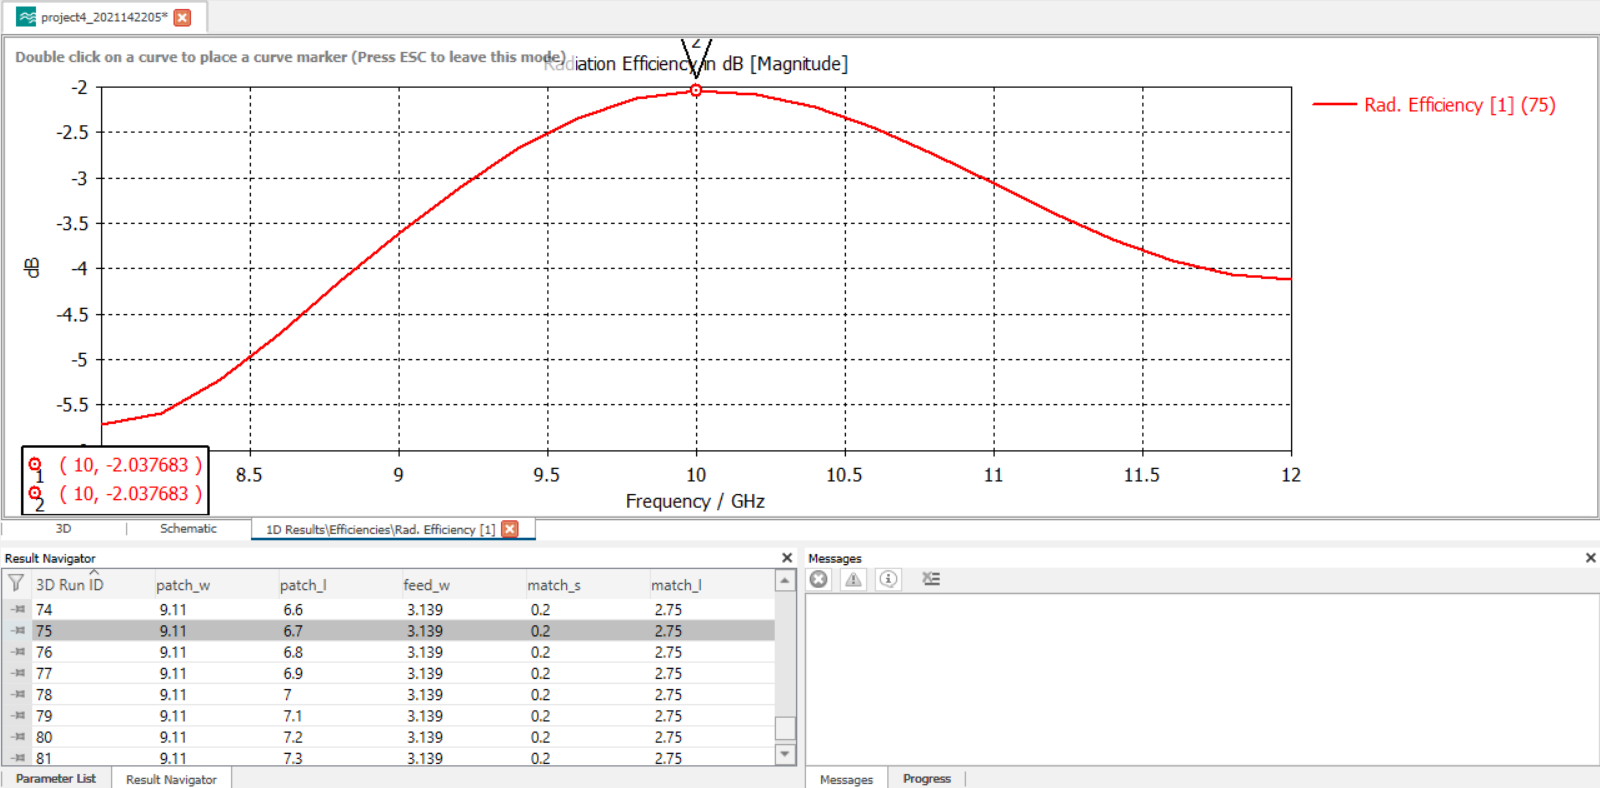 project4_2021142205*
Double click on a curve to place a curve marker (Press ESC to leave this mode)
Radiation Efficiency in dB [Magnitude]
2
Rad. Efficiency [1] (75)
-2
-2.5
-3
-3.5
-4
-4.5
-5
-5.5
dB
1 ( 10, -2.037683 )
2 ( 10, -2.037683 )
8.5 9 9.5 10 10.5 11 11.5 12
Frequency / GHz
3D Schematic 1D Results\Efficiencies\Rad. Efficiency [1]
Result Navigator
3D Run ID patch_w patch_l feed_w match_s match_l
74 9.11 6.6 3.139 0.2 2.75
75 9.11 6.7 3.139 0.2 2.75
76 9.11 6.8 3.139 0.2 2.75
77 9.11 6.9 3.139 0.2 2.75
78 9.11 7 3.139 0.2 2.75
79 9.11 7.1 3.139 0.2 2.75
80 9.11 7.2 3.139 0.2 2.75
81 9.11 7.3 3.139 0.2 2.75
Parameter List Result Navigator
Messages
Messages Progress